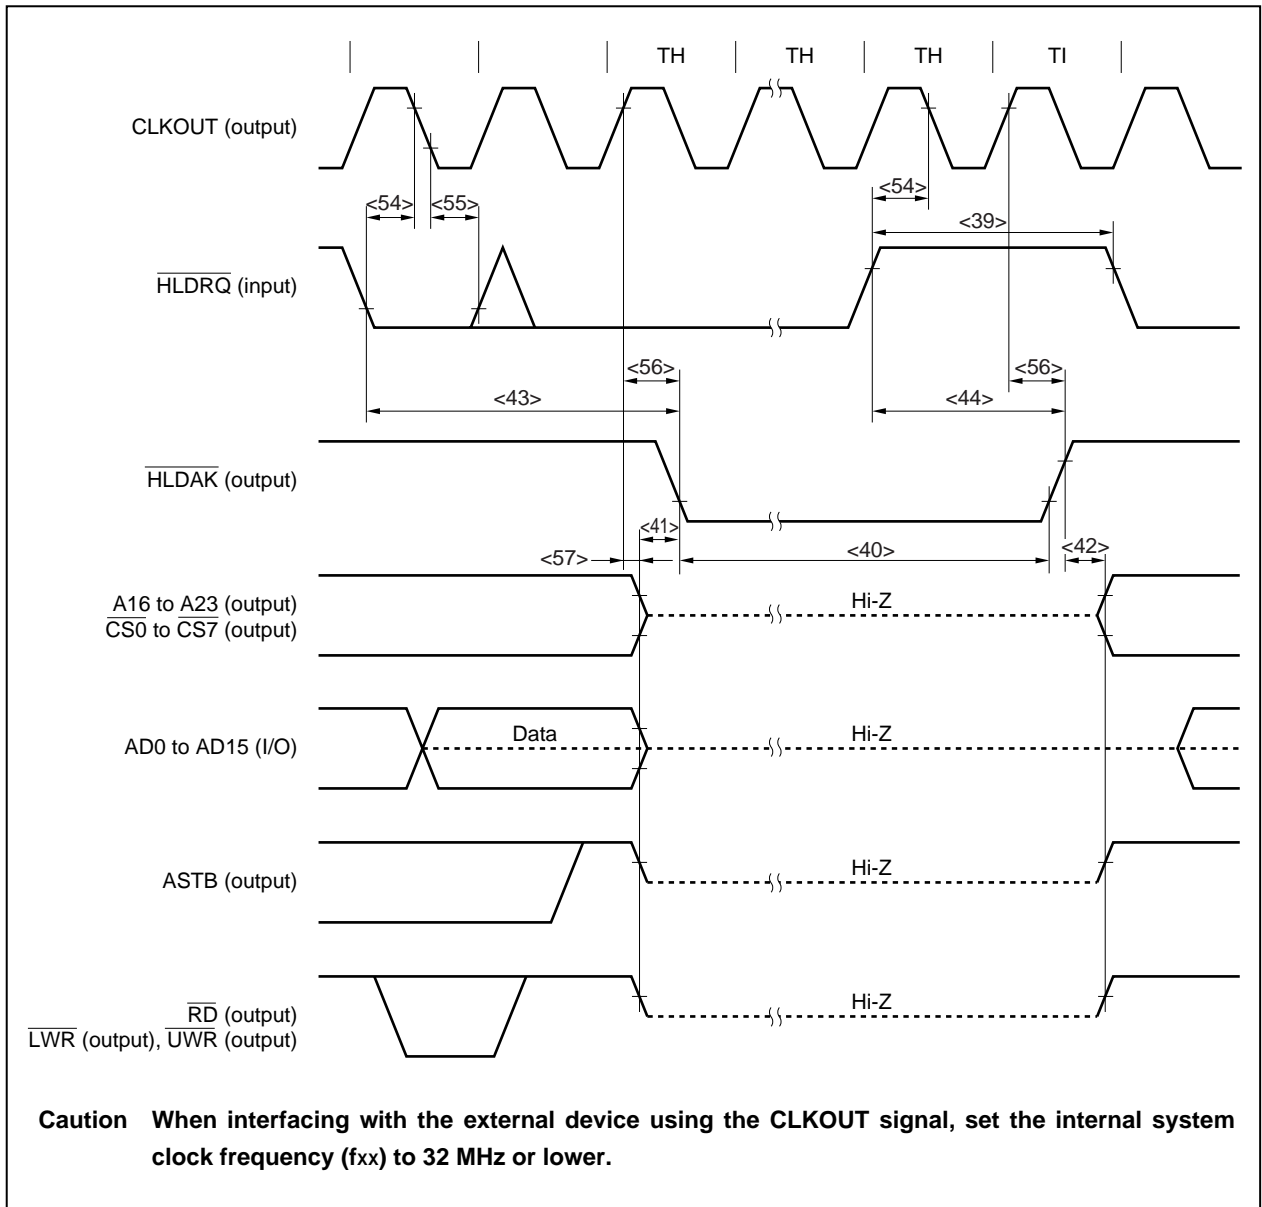 TH TH TH TI
CLKOUT (output)
<54> <55> <54>
<39>
HLDRQ (input)
<56> <56>
<43> <44>
HLDAK (output)
<41>
<57> <40> <42>
A16 to A23 (output) Hi-Z
CS0 to CS7 (output)
AD0 to AD15 (I/O) Data Hi-Z
ASTB (output) Hi-Z
RD (output) Hi-Z
LWR (output), UWR (output)
Caution When interfacing with the external device using the CLKOUT signal, set the internal system
clock frequency (fxx) to 32 MHz or lower.